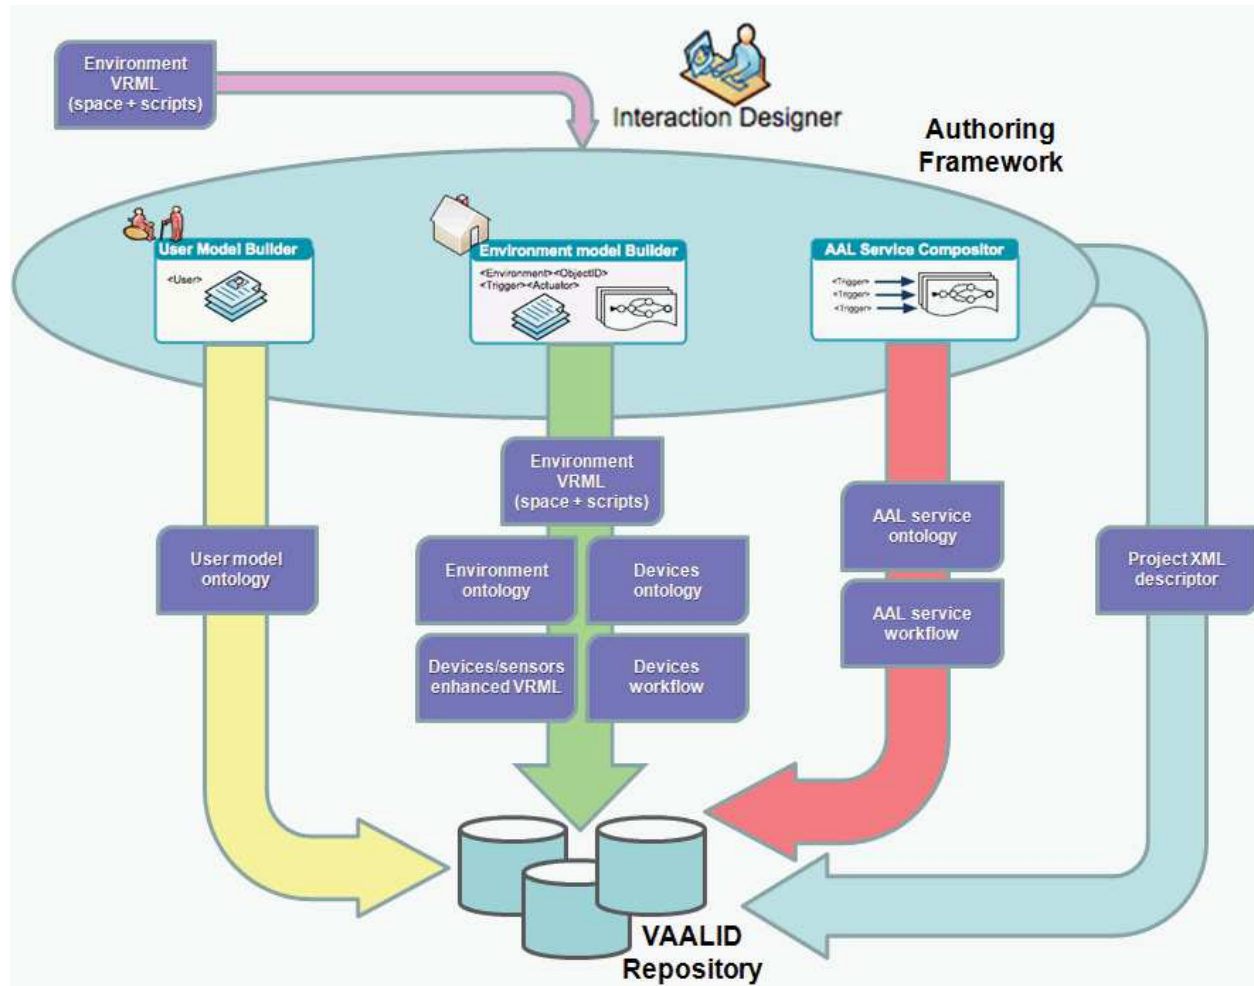 Environment
VRML
(space + scripts)
Interaction Designer
Authoring
Framework
User Model Builder
<User>
Environment model Builder
<Environment><ObjectID>
<Trigger><Actuator>
AAL Service Compositor
<Trigger>
<Trigger>
<Trigger>
Environment
VRML
(space + scripts)
User model
ontology
Environment
ontology
Devices
ontology
Devices/sensors
enhanced VRML
Devices
workflow
AAL service
ontology
AAL service
workflow
Project XML
descriptor
VAALID
Repository